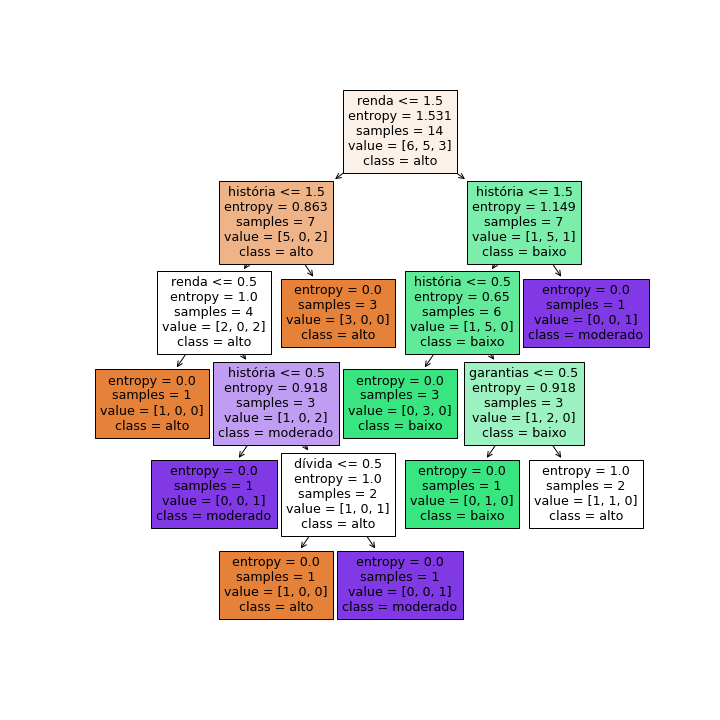 renda <= 1.5
entropy = 1.531
samples = 14
value = [6, 5, 3]
class = alto
história <= 1.5
entropy = 0.863
samples = 7
value = [5, 0, 2]
class = alto
história <= 1.5
entropy = 1.149
samples = 7
value = [1, 5, 1]
class = baixo
renda <= 0.5
entropy = 1.0
samples = 4
value = [2, 0, 2]
class = alto
entropy = 0.0
samples = 3
value = [3, 0, 0]
class = alto
história <= 0.5
entropy = 0.65
samples = 6
value = [1, 5, 0]
class = baixo
entropy = 0.0
samples = 1
value = [0, 0, 1]
class = moderado
entropy = 0.0
samples = 1
value = [1, 0, 0]
class = alto
história <= 0.5
entropy = 0.918
samples = 3
value = [1, 0, 2]
class = moderado
entropy = 0.0
samples = 3
value = [0, 3, 0]
class = baixo
garantias <= 0.5
entropy = 0.918
samples = 3
value = [1, 2, 0]
class = baixo
entropy = 0.0
samples = 1
value = [0, 0, 1]
class = moderado
dívida <= 0.5
entropy = 1.0
samples = 2
value = [1, 0, 1]
class = alto
entropy = 0.0
samples = 1
value = [0, 1, 0]
class = baixo
entropy = 1.0
samples = 2
value = [1, 1, 0]
class = alto
entropy = 0.0
samples = 1
value = [1, 0, 0]
class = alto
entropy = 0.0
samples = 1
value = [0, 0, 1]
class = moderado